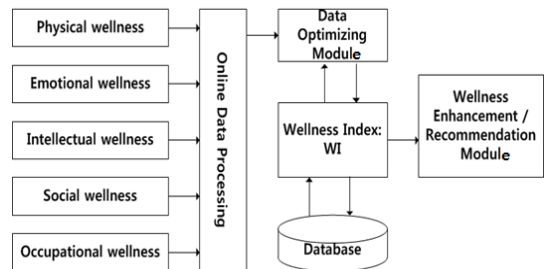 Physical wellness
Emotional wellness
Intellectual wellness
Social wellness
Occupational wellness
Online Data Processing
Data
Optimizing
Module
Wellness Index:
WI
Database
Wellness
Enhancement /
Recommendation
Module